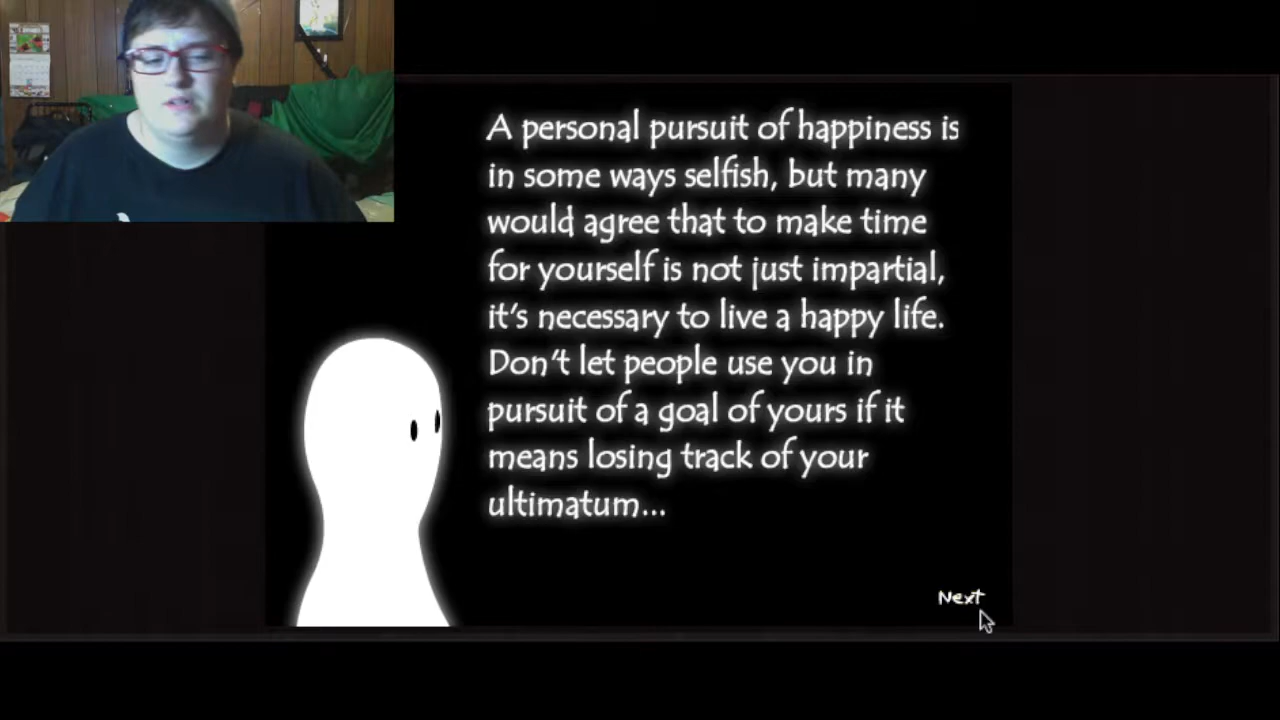 A personal pursuit of happiness is
in some ways selfish, but many
would agree that to make time
for yourself is not just impartial,
it's necessary to live a happy life.
Don't let people use you in
pursuit of a goal of yours if it
means losing track of your
ultimatum...
Next